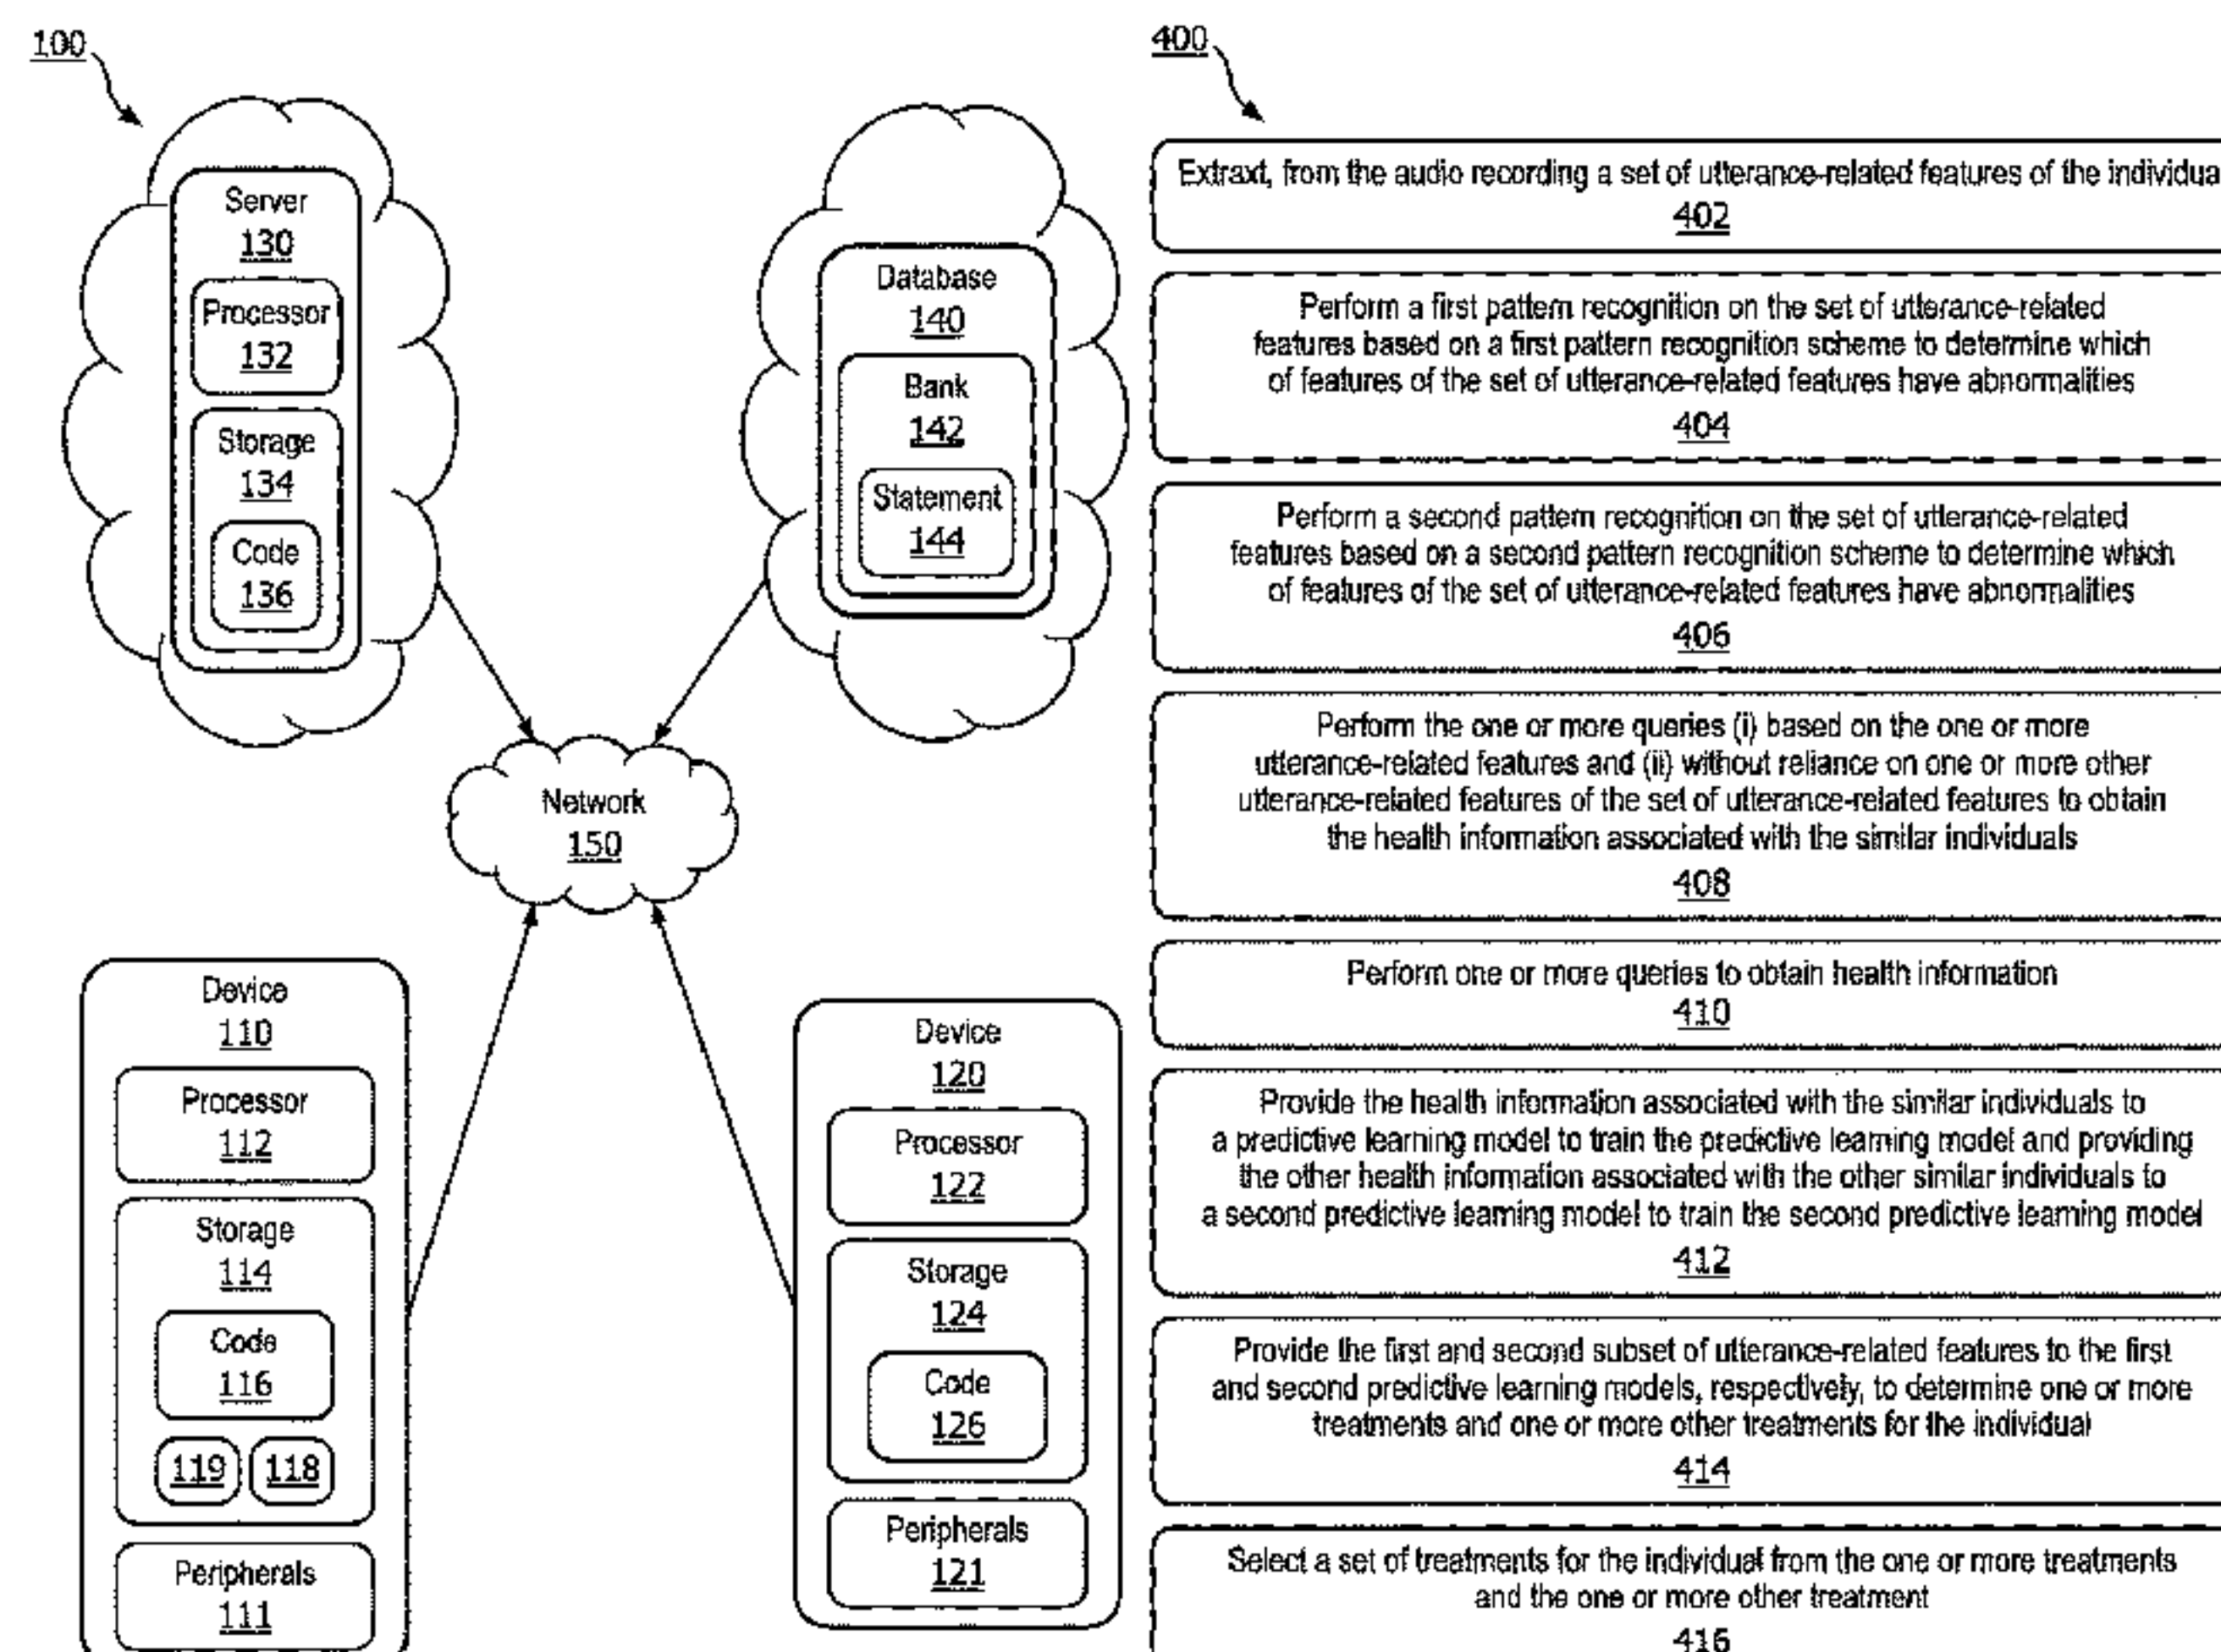 100
Server
130
Processor
132
Storage
134
Code
136
Database
140
Bank
142
Statement
144
Network
150
Device
110
Processor
112
Storage
114
Code
116
119 118
Peripherals
111
Device
120
Processor
122
Storage
124
Code
126
Peripherals
121
400
Extraxt, from the audio recording a set of utterance-related features of the individua
402
Perform a first pattern recognition on the set of utterance-related
features based on a first pattern recognition scheme to determine which
of features of the set of utterance-related features have abnormalities
404
Perform a second pattern recognition on the set of utterance-related
features based on a second pattern recognition scheme to determine which
of features of the set of utterance-related features have abnormalities
406
Perform the one or more queries (i) based on the one or more
utterance-related features and (ii) without reliance on one or more other
utterance-related features of the set of utterance-related features to obtain
the health information associated with the similar individuals
408
Perform one or more queries to obtain health information
410
Provide the health information associated with the similar individuals to
a predictive learning model to train the predictive learning model and providing
the other health information associated with the other similar individuals to
a second predictive learning model to train the second predictive learning model
412
Provide the first and second subset of utterance-related features to the first
and second predictive learning models, respectively, to determine one or more
treatments and one or more other treatments for the individual
414
Select a set of treatments for the individual from the one or more treatments
and the one or more other treatment
416